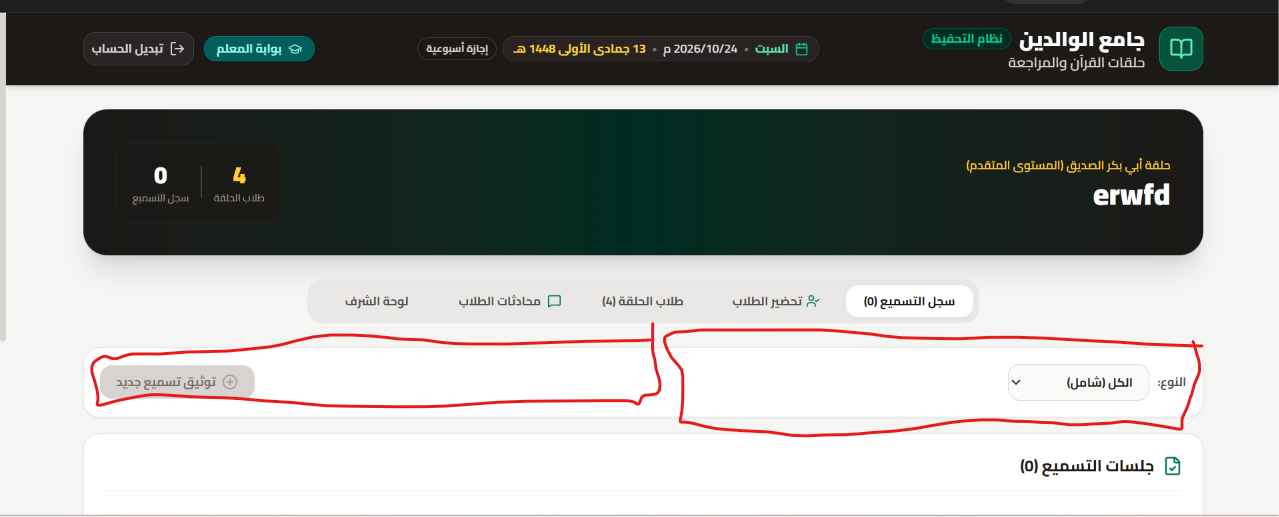 جامع الوالدين نظام التحفيظ
حلقات القرآن والمراجعة
السبت • 2026/10/24 م • 13 جمادى الأولى 1448 هـ
إجازة أسبوعية
بوابة المعلم
تبديل الحساب
حلقة أبي بكر الصديق (المستوى المتقدم)
erwfd
4
طلاب الحلقة
0
سجل التسميع
سجل التسميع (0)
تحضير الطلاب
طلاب الحلقة (4)
محادثات الطلاب
لوحة الشرف
النوع:
الكل (شامل)
توثيق تسميع جديد
جلسات التسميع (0)